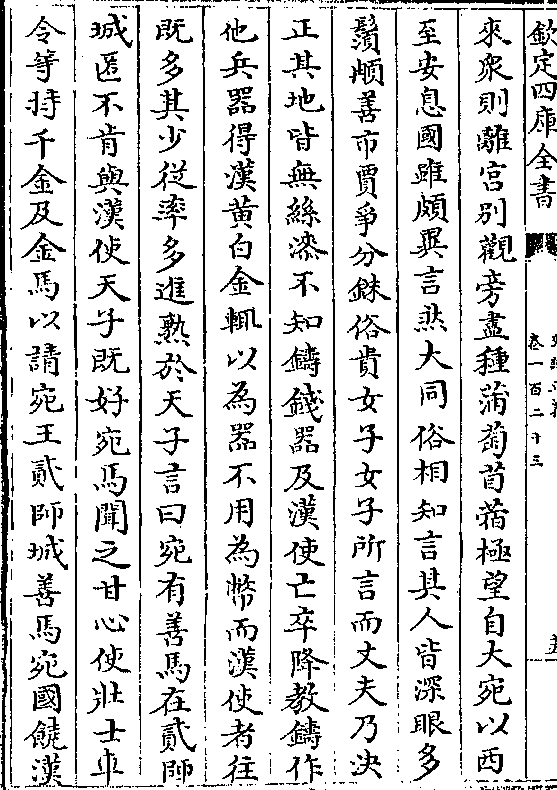 欽定四庫全書
卷一百二十三
來衆則離宮别觀旁盡種蒲萄苜蓿極望自大宛以西
至安息國雖頗異言然大同俗相知言其人皆深眼多
鬚䫇善市賈爭分銖俗貴女子女子所言而丈夫乃決
正其地皆無絲漆不知鑄錢器及漢使亡卒降教鑄作
他兵器得漢黄白金輒以為器不用為幣而漢使者往
既多其少從率多進熟於天子言曰宛有善馬在貳師
城匿不肯與漢使天子既好宛馬聞之甘心使壯士車
令等持千金及金馬以請宛王貳師城善馬宛國饒漢